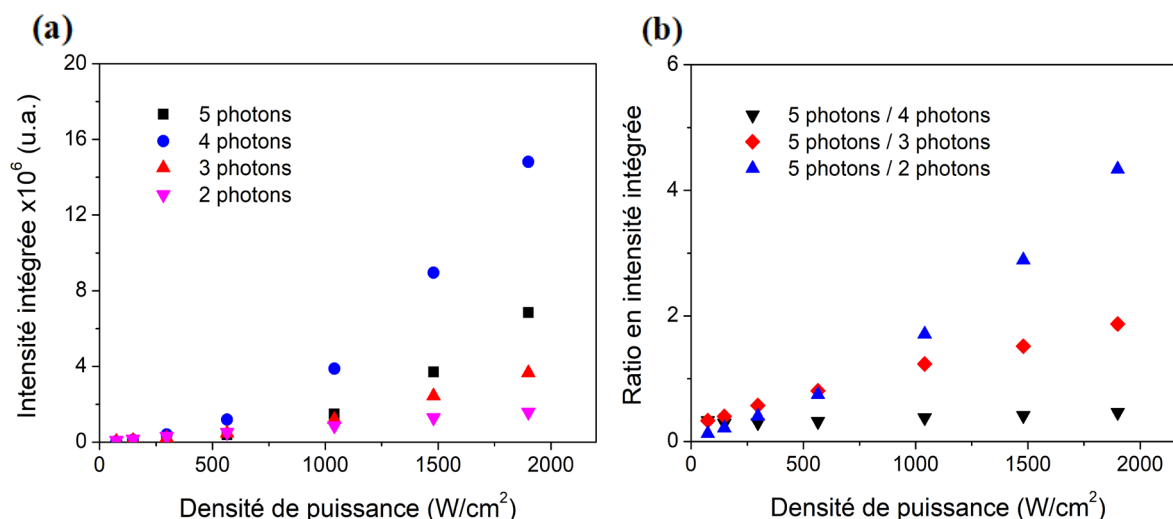 (a)
Intensité intégrée x10⁶ (u.a.)
20
16
12
8
4
0
5 photons
4 photons
3 photons
2 photons
0 500 1000 1500 2000
Densité de puissance (W/cm²)
(b)
Ratio en intensité intégrée
6
4
2
0
5 photons / 4 photons
5 photons / 3 photons
5 photons / 2 photons
0 500 1000 1500 2000
Densité de puissance (W/cm²)